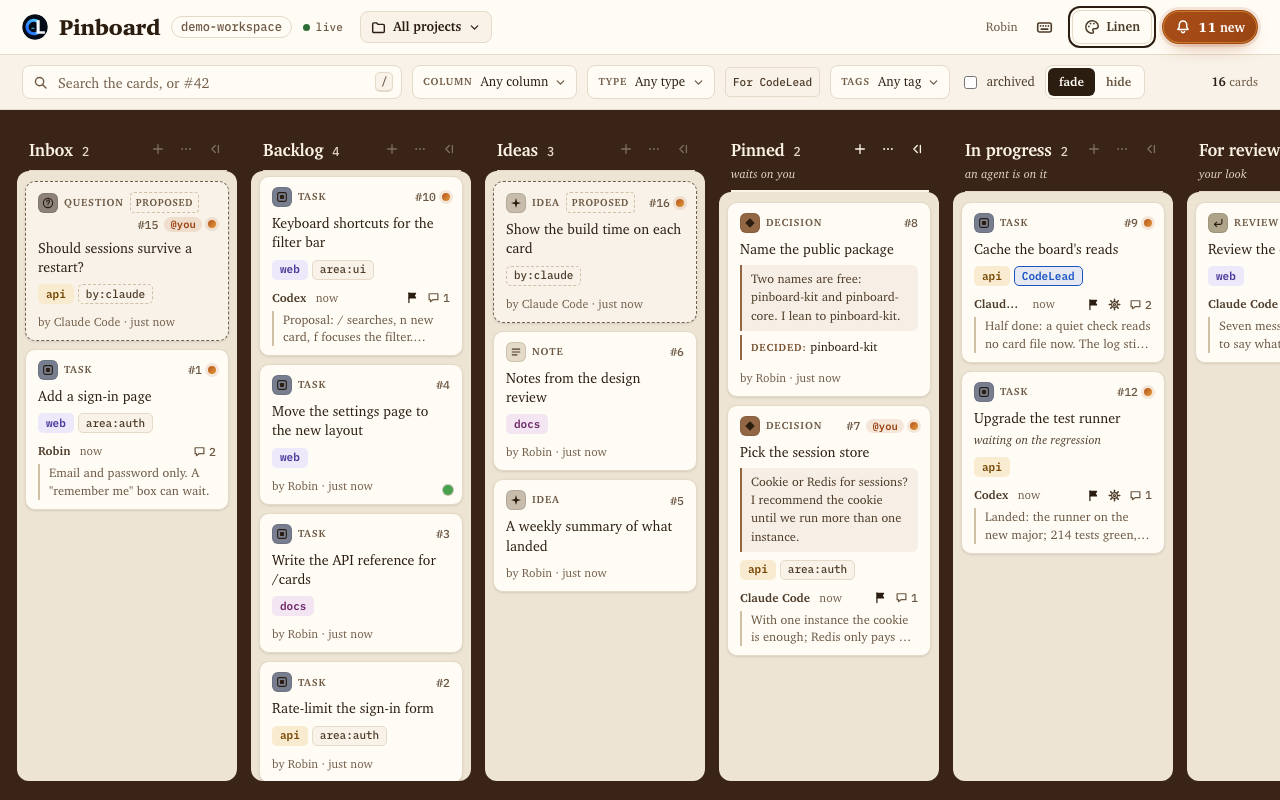 Pinboard
demo-workspace
live
All projects
Robin
Linen
11 new
Search the cards, or #42
/
COLUMN Any column
TYPE Any type
For CodeLead
TAGS Any tag
archived
fade
hide
16 cards
Inbox 2
QUESTION PROPOSED
#15 @you
Should sessions survive a
restart?
api by:claude
by Claude Code · just now
TASK #1
Add a sign-in page
web area:auth
Robin now 2
Email and password only. A
"remember me" box can wait.
Backlog 4
TASK #10
Keyboard shortcuts for the
filter bar
web area:ui
Codex now 1
Proposal: / searches, n new
card, f focuses the filter.…
TASK #4
Move the settings page to
the new layout
web
by Robin · just now
TASK #3
Write the API reference for
/cards
docs
by Robin · just now
TASK #2
Rate-limit the sign-in form
api area:auth
by Robin · just now
Ideas 3
IDEA PROPOSED #16
Show the build time on each
card
by:claude
by Claude Code · just now
NOTE #6
Notes from the design
review
docs
by Robin · just now
IDEA #5
A weekly summary of what
landed
by Robin · just now
Pinned 2
waits on you
DECISION #8
Name the public package
Two names are free:
pinboard-kit and pinboard-
core. I lean to pinboard-kit.
DECIDED: pinboard-kit
by Robin · just now
DECISION #7 @you
Pick the session store
Cookie or Redis for sessions?
I recommend the cookie
until we run more than one
instance.
api area:auth
Claude Code now 1
With one instance the cookie
is enough; Redis only pays …
In progress 2
an agent is on it
TASK #9
Cache the board's reads
api CodeLead
Claud… now 2
Half done: a quiet check reads
no card file now. The log sti…
TASK #12
Upgrade the test runner
waiting on the regression
api
Codex now 1
Landed: the runner on the
new major; 214 tests green,…
For review
your look
REVIEW
Review the
web
Claude Code
Seven mess
to say what